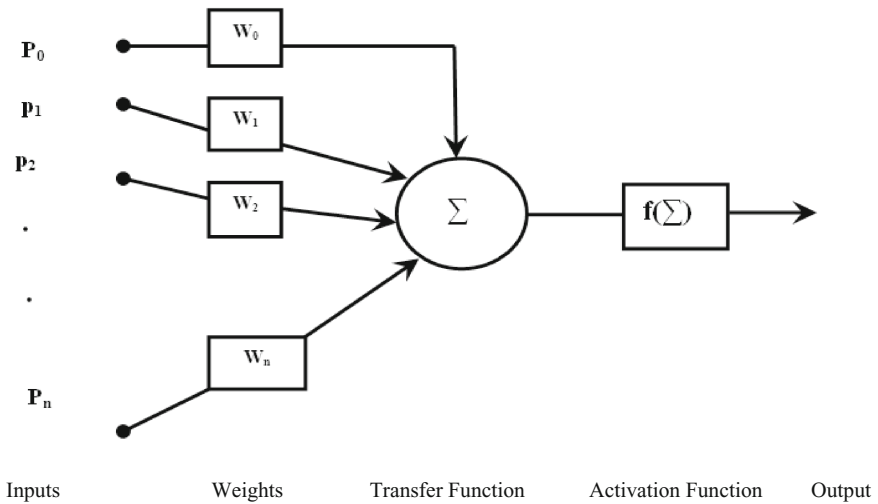 P₀
W₀
p₁
W₁
p₂
W₂
.
.
Σ
f(Σ)
Wₙ
Pₙ
Inputs Weights Transfer Function Activation Function Output